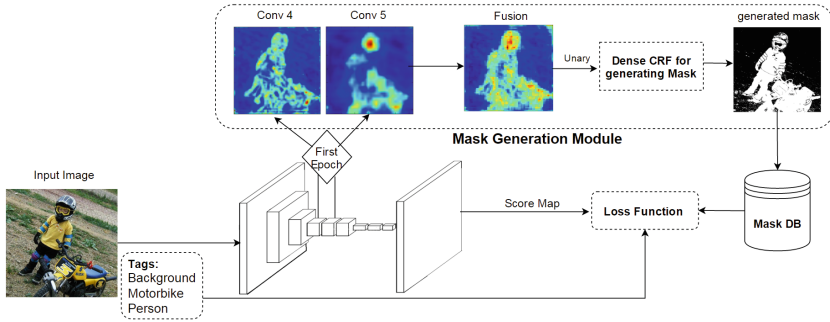 Conv 4
Conv 5
Fusion
generated mask
Unary
Dense CRF for
generating Mask
Mask Generation Module
First
Epoch
Input Image
Score Map
Loss Function
Mask DB
Tags:
Background
Motorbike
Person